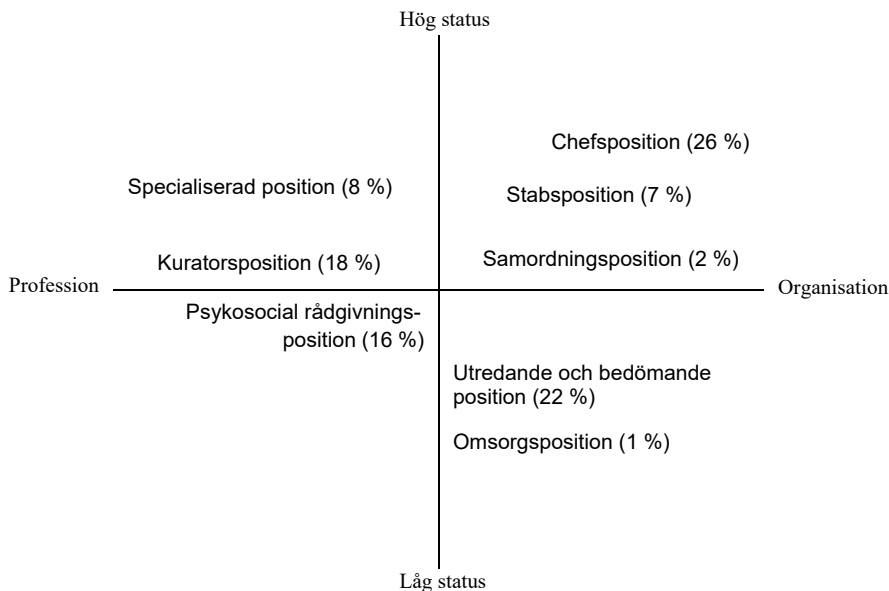 Hög status
Chefsposition (26 %)
Specialiserad position (8 %)
Stabsposition (7 %)
Kuratorsposition (18 %)
Samordningsposition (2 %)
Profession
Organisation
Psykosocial rådgivnings-
position (16 %)
Utredande och bedömande
position (22 %)
Omsorgsposition (1 %)
Låg status